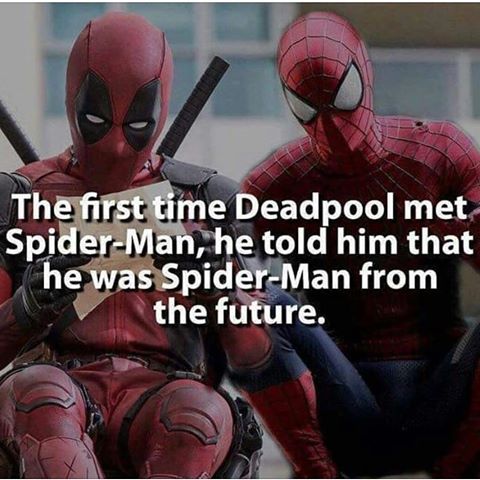 The first time Deadpool met
Spider-Man, he told him that
he was Spider-Man from
the future.